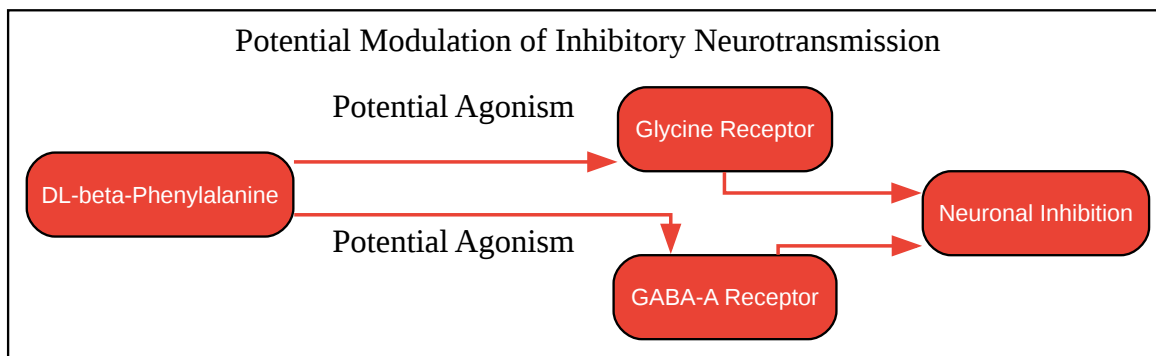 Potential Modulation of Inhibitory Neurotransmission
Potential Agonism
Glycine Receptor
DL-beta-Phenylalanine
Neuronal Inhibition
Potential Agonism
GABA-A Receptor